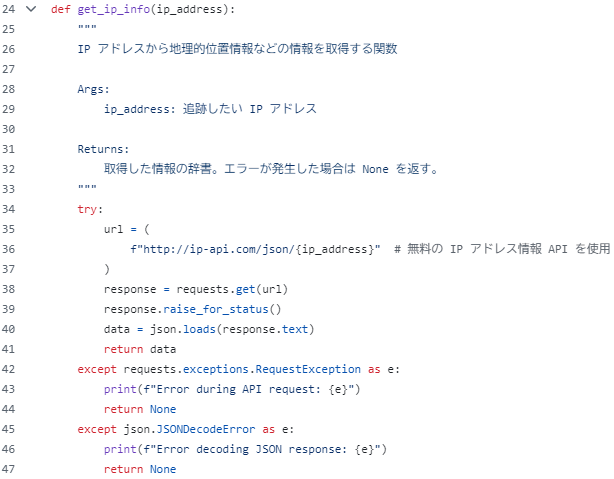 24 def get_ip_info(ip_address):
25     """
26     IP アドレスから地理的位置情報などの情報を取得する関数
27
28     Args:
29         ip_address: 追跡したい IP アドレス
30
31     Returns:
32         取得した情報の辞書。エラーが発生した場合は None を返す。
33     """
34     try:
35         url = (
36             f"http://ip-api.com/json/{ip_address}"  # 無料の IP アドレス情報 API を使用
37         )
38         response = requests.get(url)
39         response.raise_for_status()
40         data = json.loads(response.text)
41         return data
42     except requests.exceptions.RequestException as e:
43         print(f"Error during API request: {e}")
44         return None
45     except json.JSONDecodeError as e:
46         print(f"Error decoding JSON response: {e}")
47         return None